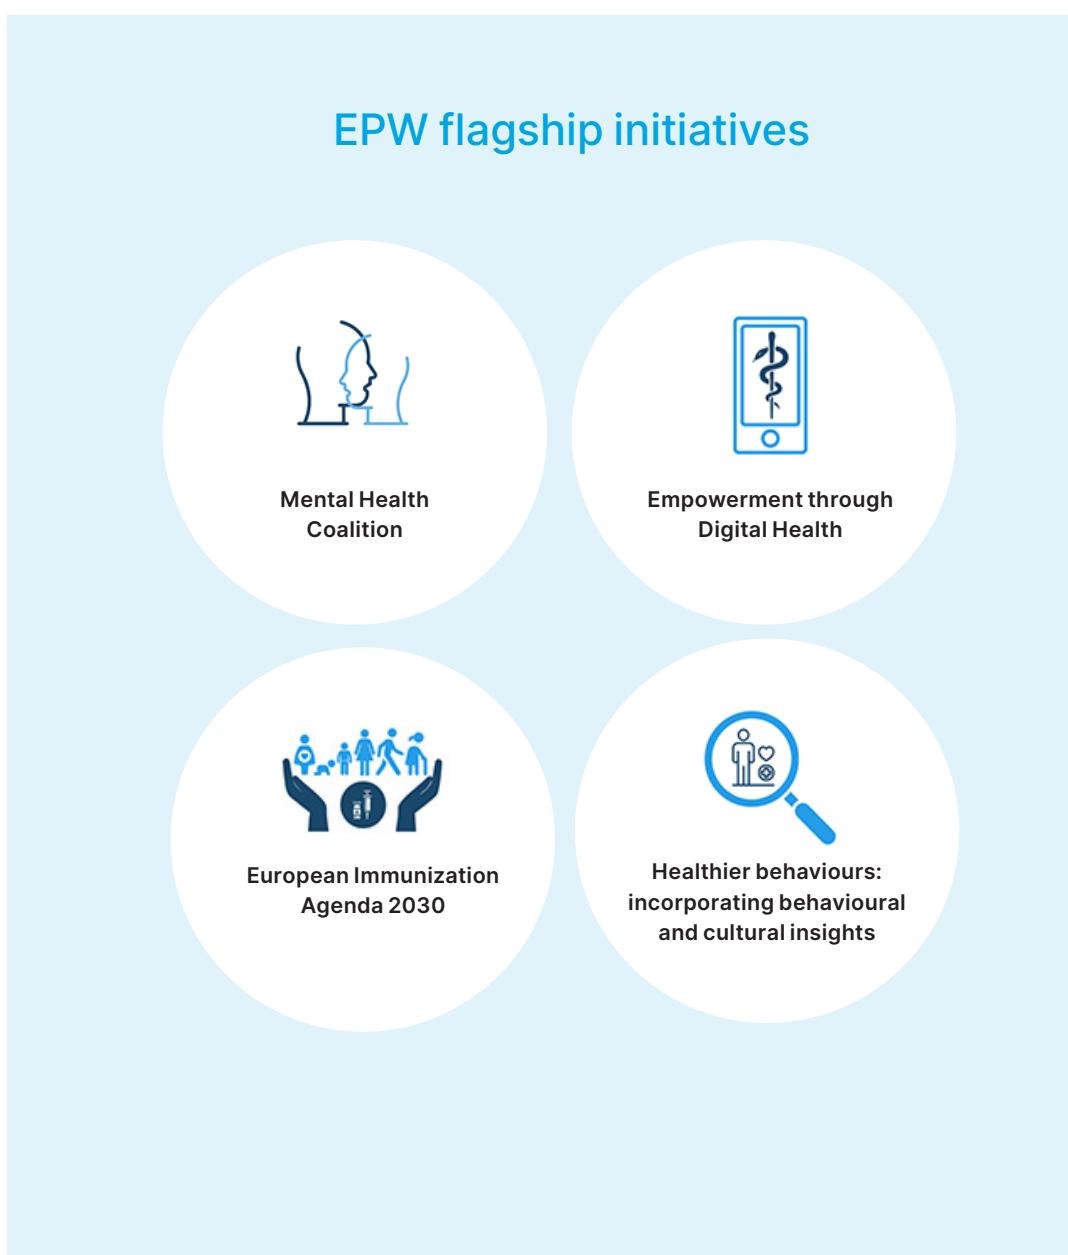 EPW flagship initiatives
Mental Health
Coalition
Empowerment through
Digital Health
European Immunization
Agenda 2030
Healthier behaviours:
incorporating behavioural
and cultural insights